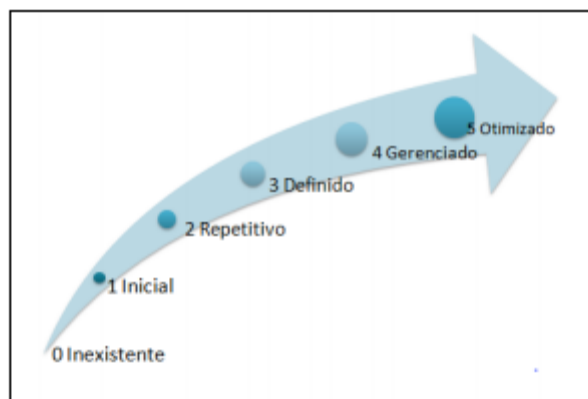 5 Otimizado
4 Gerenciado
3 Definido
2 Repetitivo
1 Inicial
0 Inexistente